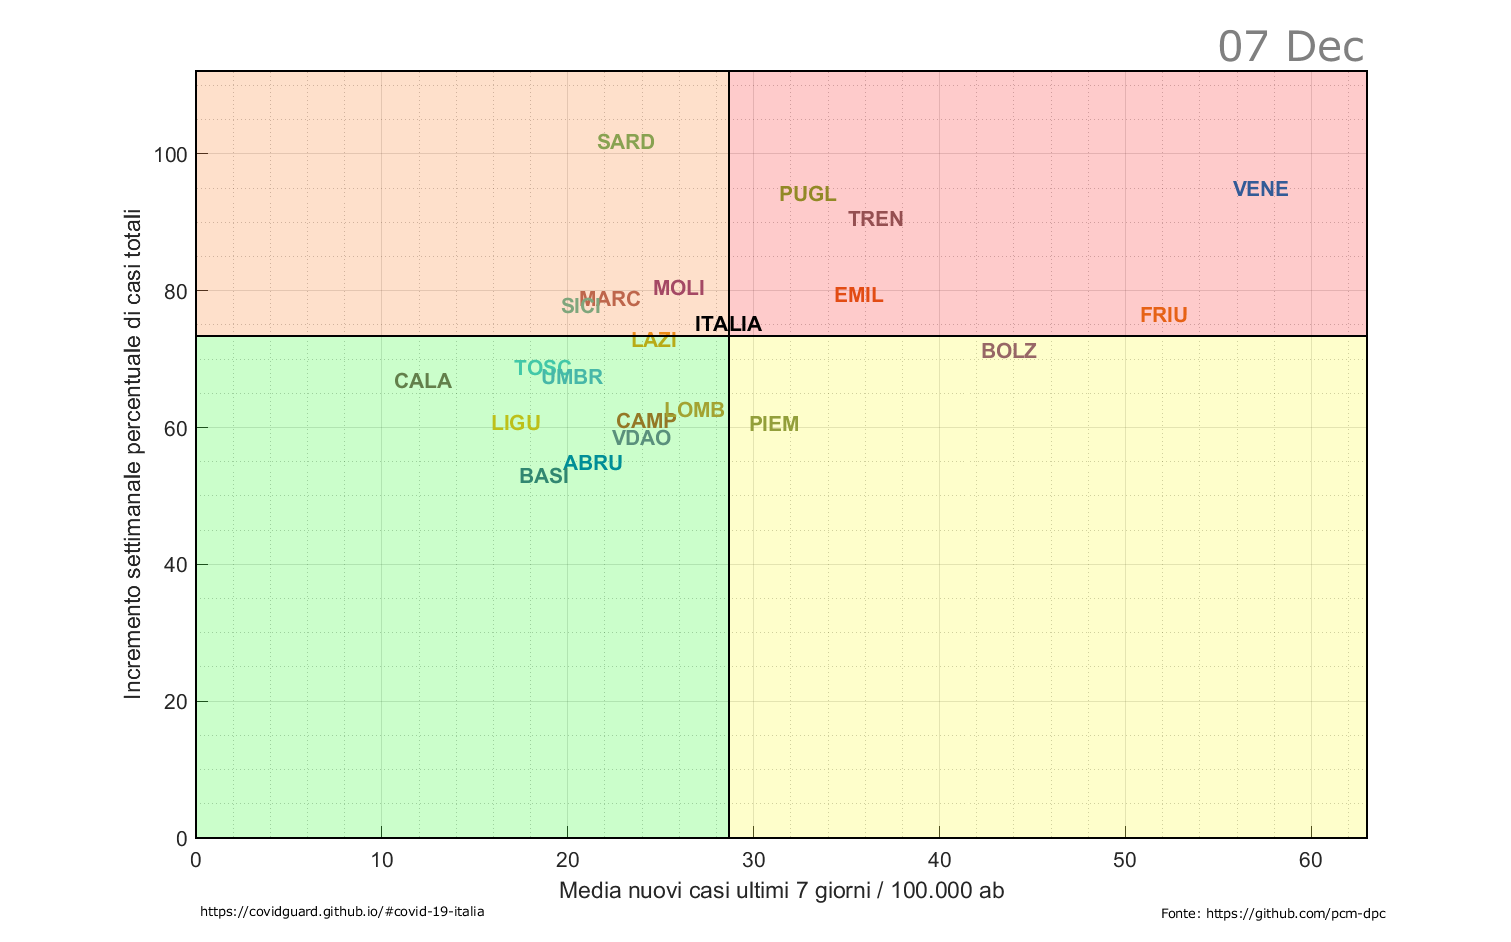 07 Dec
Incremento settimanale percentuale di casi totali
100
80
60
40
20
0
SARD
PUGL
VENE
TREN
MOLI
EMIL
MARC
SICI
FRIU
ITALIA
LAZI
BOLZ
TOSC
UMBR
CALA
LOMB
CAMP
LIGU
PIEM
VDAO
ABRU
BASI
0 10 20 30 40 50 60
Media nuovi casi ultimi 7 giorni / 100.000 ab
https://covidguard.github.io/#covid-19-italia
Fonte: https://github.com/pcm-dpc